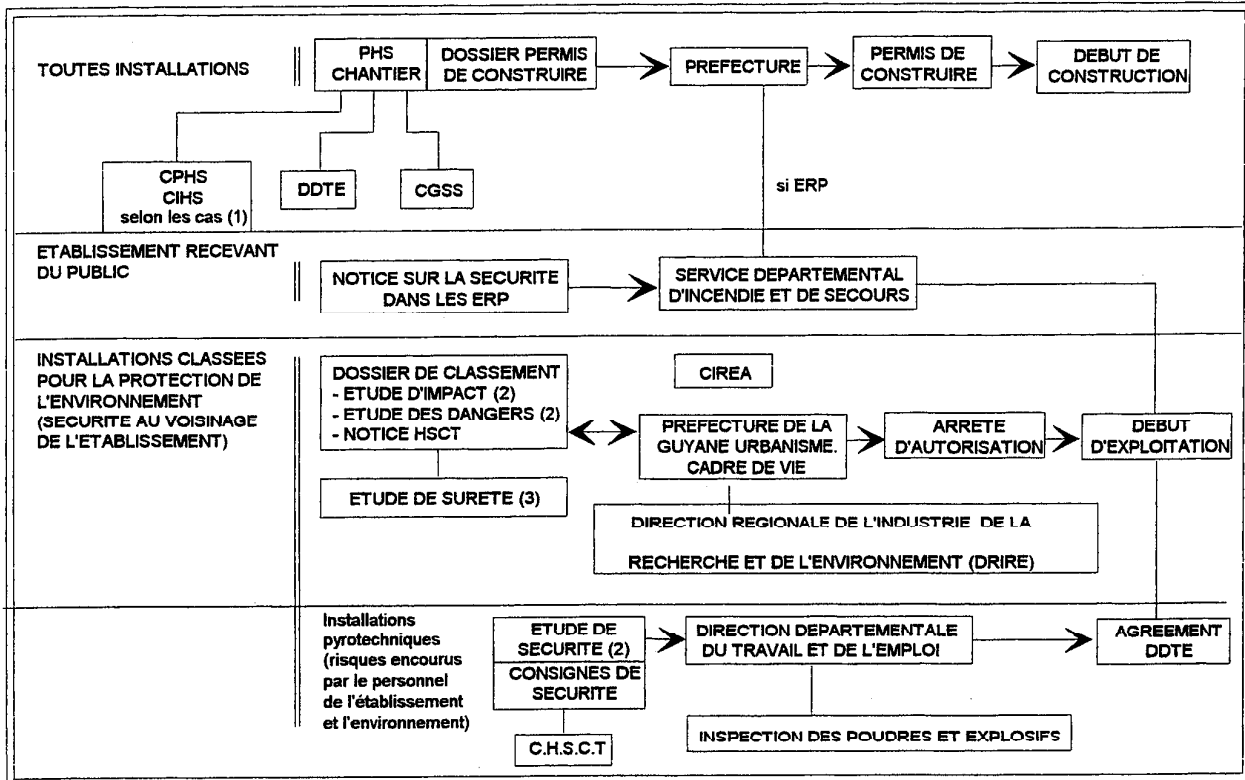 TOUTES INSTALLATIONS
PHS
CHANTIER
DOSSIER PERMIS
DE CONSTRUIRE
PREFECTURE
PERMIS DE
CONSTRUIRE
DEBUT DE
CONSTRUCTION
CPHS
CIHS
selon les cas (1)
DDTE
CGSS
si ERP
ETABLISSEMENT RECEVANT
DU PUBLIC
NOTICE SUR LA SECURITE
DANS LES ERP
SERVICE DEPARTEMENTAL
D'INCENDIE ET DE SECOURS
INSTALLATIONS CLASSEES
POUR LA PROTECTION DE
L'ENVIRONNEMENT
(SECURITE AU VOISINAGE
DE L'ETABLISSEMENT)
DOSSIER DE CLASSEMENT
- ETUDE D'IMPACT (2)
- ETUDE DES DANGERS (2)
- NOTICE HSCT
ETUDE DE SURETE (3)
CIREA
PREFECTURE DE LA
GUYANE URBANISME.
CADRE DE VIE
ARRETE
D'AUTORISATION
DEBUT
D'EXPLOITATION
DIRECTION REGIONALE DE L'INDUSTRIE DE LA
RECHERCHE ET DE L'ENVIRONNEMENT (DRIRE)
Installations
pyrotechniques
(risques encourus
par le personnel
de l'établissement
et l'environnement)
ETUDE DE
SECURITE (2)
CONSIGNES DE
SECURITE
C.H.S.C.T
DIRECTION DEPARTEMENTALE
DU TRAVAIL ET DE L'EMPLOI
AGREEMENT
DDTE
INSPECTION DES POUDRES ET EXPLOSIFS